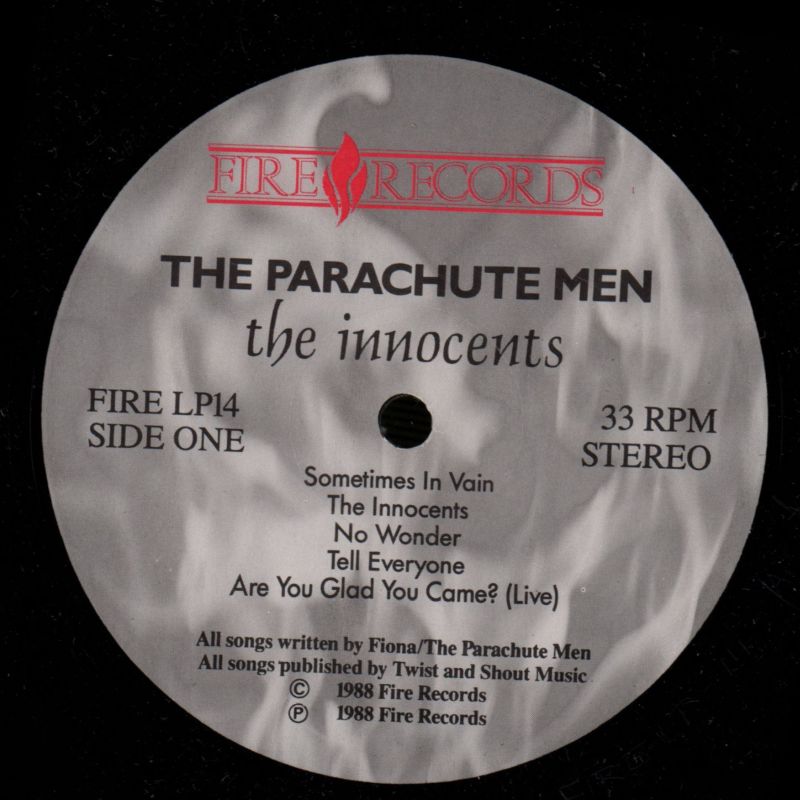 FIRE RECORDS
THE PARACHUTE MEN
the innocents
FIRE LP14
SIDE ONE
33 RPM
STEREO
Sometimes In Vain
The Innocents
No Wonder
Tell Everyone
Are You Glad You Came? (Live)
All songs written by Fiona/The Parachute Men
All songs published by Twist and Shout Music
© 1988 Fire Records
℗ 1988 Fire Records